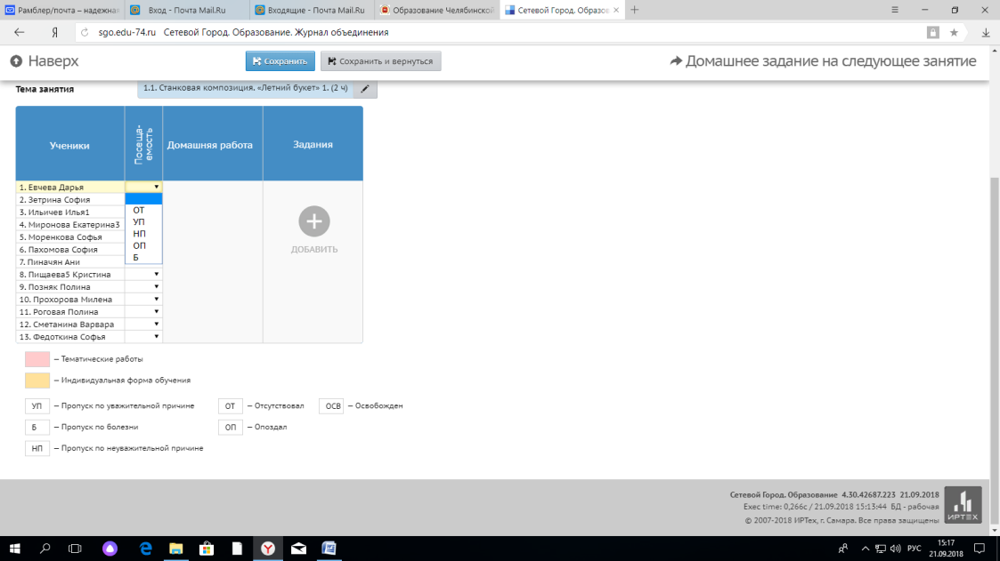 Рамблер/почта – надежная
Вход - Почта Mail.Ru
Входящие - Почта Mail.Ru
Образование Челябинской
Сетевой Город. Образов
sgo.edu-74.ru Сетевой Город. Образование. Журнал объединения
Наверх
Сохранить
Сохранить и вернуться
Домашнее задание на следующее занятие
Тема занятия
1.1. Станковая композиция. «Летний букет» 1. (2 ч)
Ученики
Посеща-
емость
Домашняя работа
Задания
1. Евчева Дарья
2. Зетрина София
3. Ильичев Илья1
4. Миронова Екатерина3
5. Моренкова Софья
6. Пахомова София
7. Пиначян Ани
8. Пищаева5 Кристина
9. Позняк Полина
10. Прохорова Милена
11. Роговая Полина
12. Сметанина Варвара
13. Федоткина Софья
ОТ
УП
НП
ОП
Б
ДОБАВИТЬ
– Тематические работы
– Индивидуальная форма обучения
УП – Пропуск по уважительной причине
ОТ – Отсутствовал
ОСВ – Освобожден
Б – Пропуск по болезни
ОП – Опоздал
НП – Пропуск по неуважительной причине
Сетевой Город. Образование 4.30.42687.223 21.09.2018
Exec time: 0,266c / 21.09.2018 15:13:44 БД - рабочая
© 2007-2018 ИРТех, г. Самара. Все права защищены
ИРТЕХ
РУС
15:17
21.09.2018